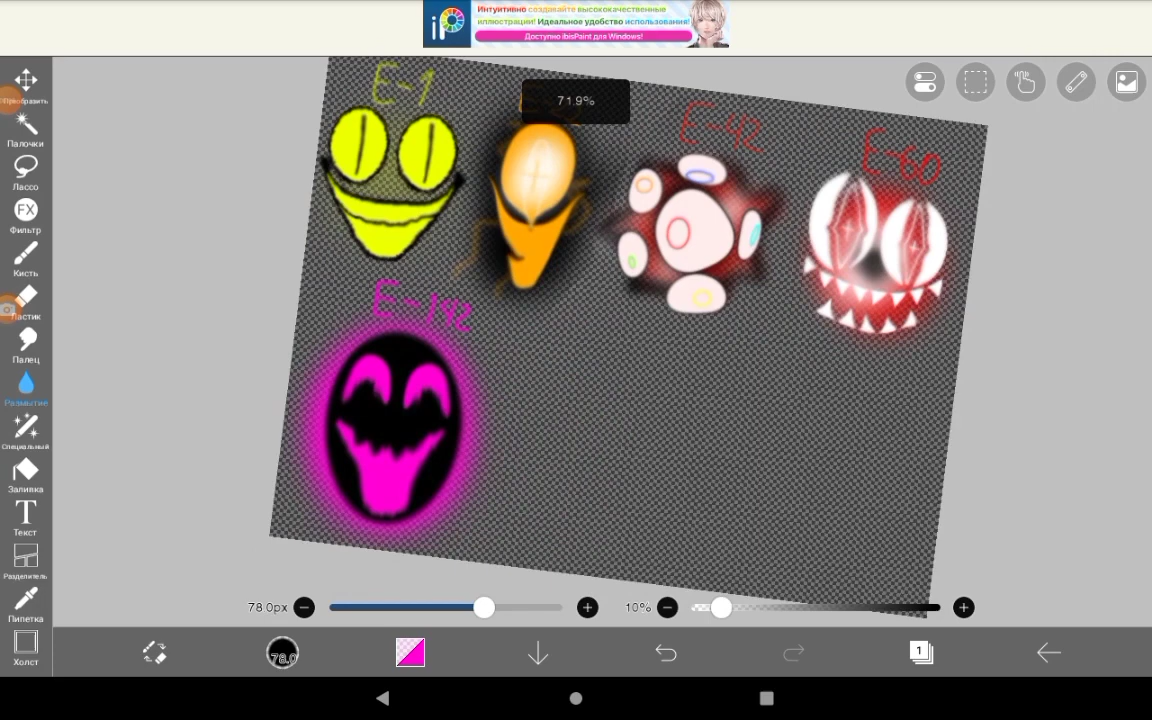 Интуитивно создавайте высококачественные
иллюстрации! Идеальное удобство использования!
Доступно ibisPaint для Windows!
iP
E-1
71.9%
E-42
E-60
E-142
Преобразить
Палочки
Лассо
FX
Фильтр
Кисть
Ластик
Палец
Размытие
Специальный
Заливка
T
Текст
Разделитель
Пипетка
Холст
78.0px
10%
78.0
1